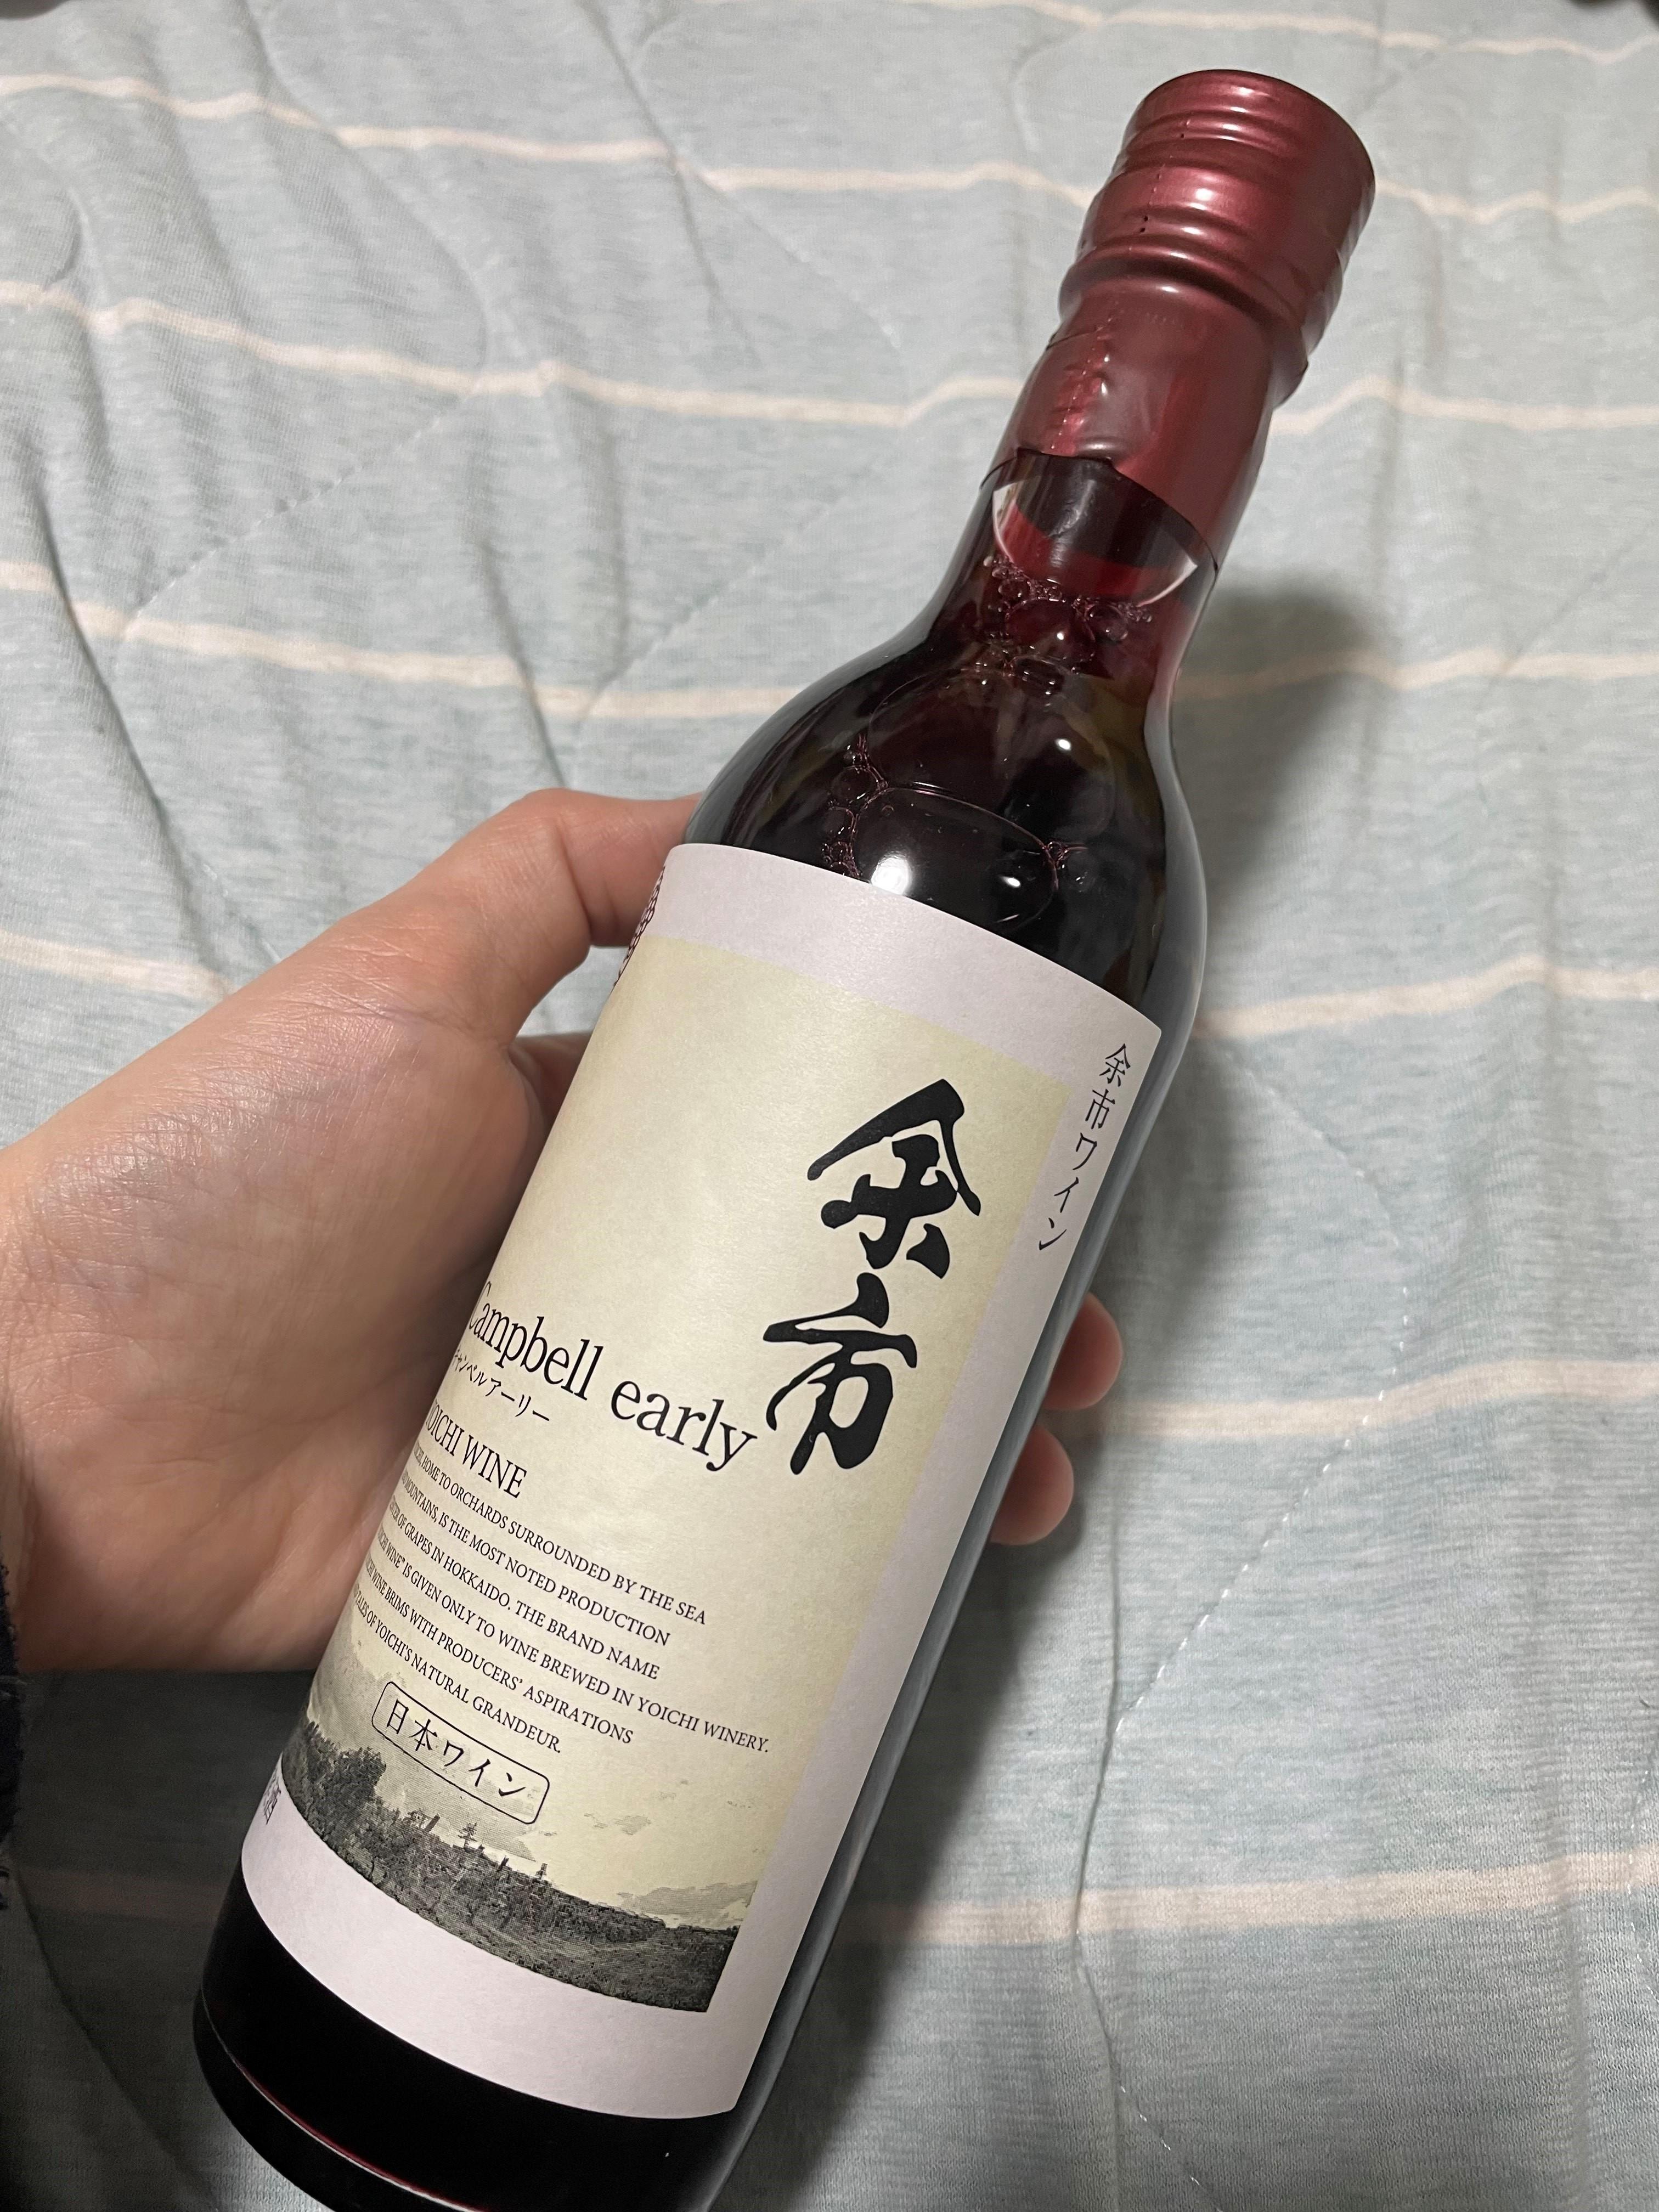 余市ワイン
余市
Campbell early
キャンベルアーリー
YOICHI WINE
HOME TO ORCHARDS SURROUNDED BY THE SEA
MOUNTAINS, IS THE MOST NOTED PRODUCTION
OF GRAPES IN HOKKAIDO. THE BRAND NAME
WINE" IS GIVEN ONLY TO WINE BREWED IN YOICHI WINERY.
WINE BRIMS WITH PRODUCERS' ASPIRATIONS
TALES OF YOICHI'S NATURAL GRANDEUR.
日本ワイン
酒